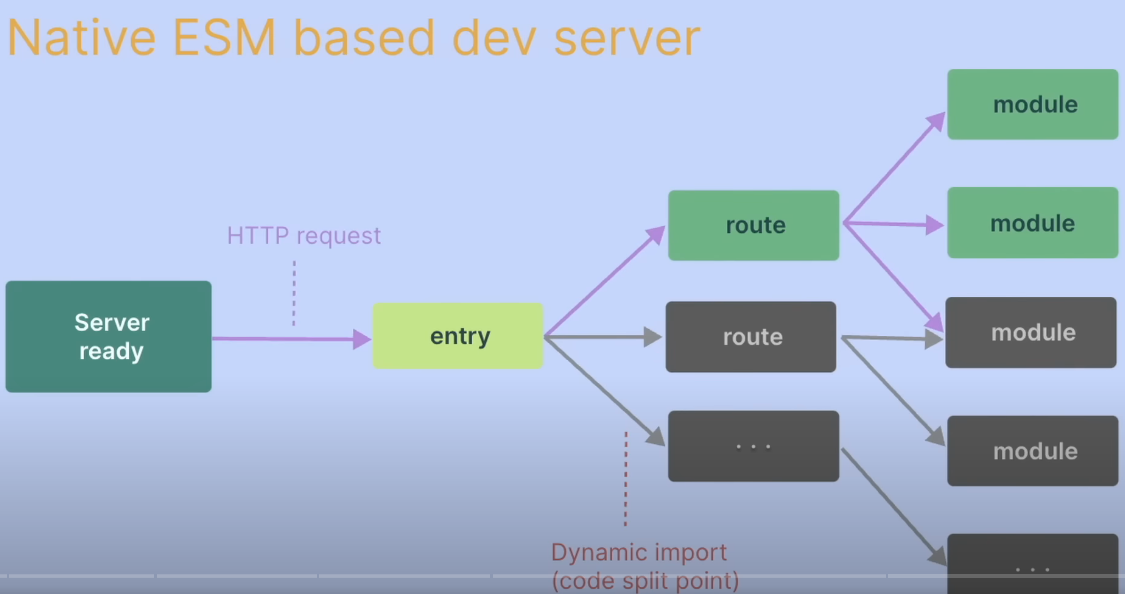 Native ESM based dev server
module
HTTP request
route
module
Server
ready
entry
route
module
. . .
module
Dynamic import
(code split point)
. . .